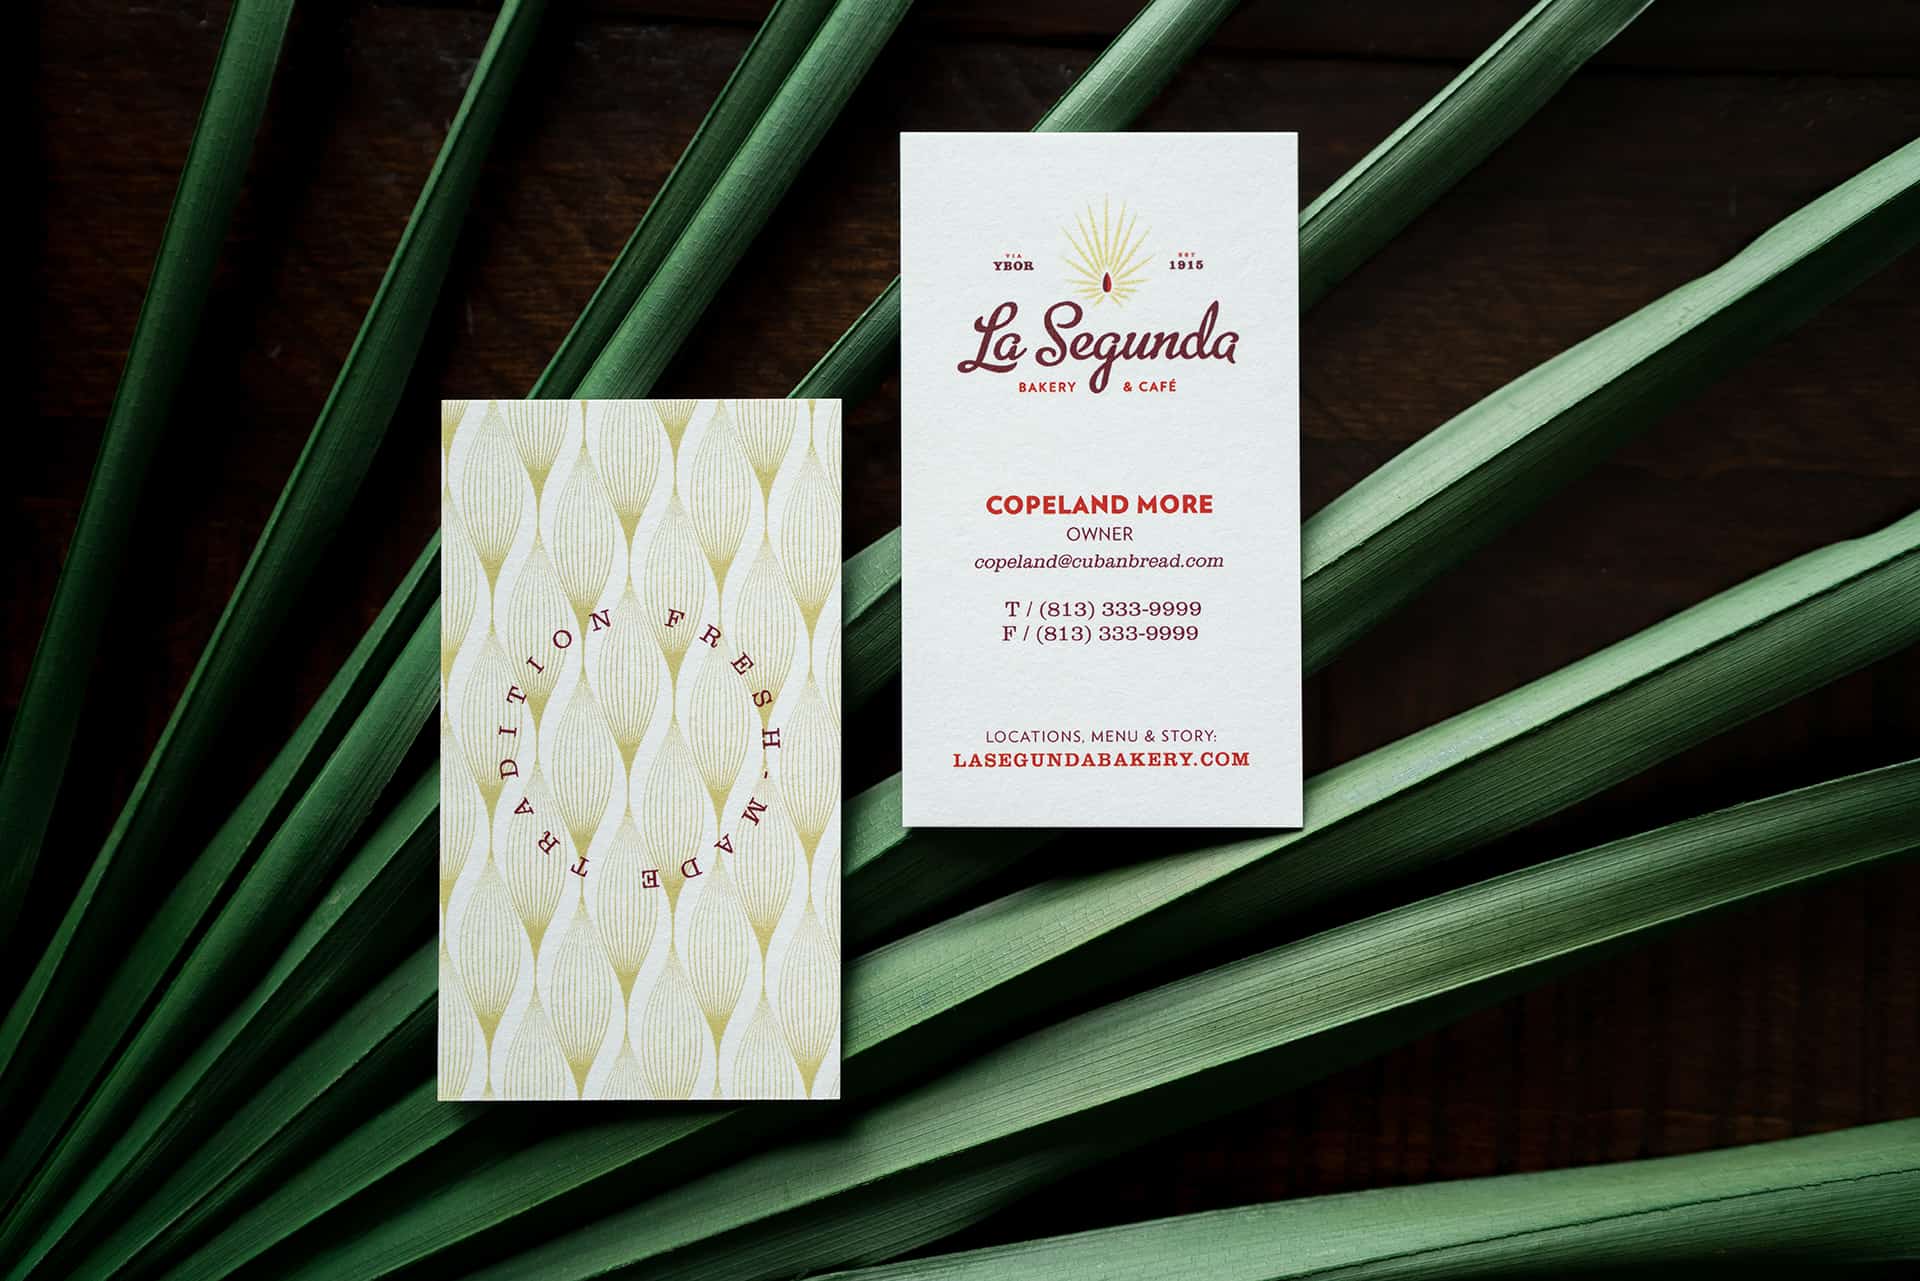 VIA
YBOR
EST
1915
La Segunda
BAKERY & CAFÉ
COPELAND MORE
OWNER
copeland@cubanbread.com
T / (813) 333-9999
F / (813) 333-9999
LOCATIONS, MENU & STORY:
LASEGUNDABAKERY.COM
FRESH-MADE TRADITION